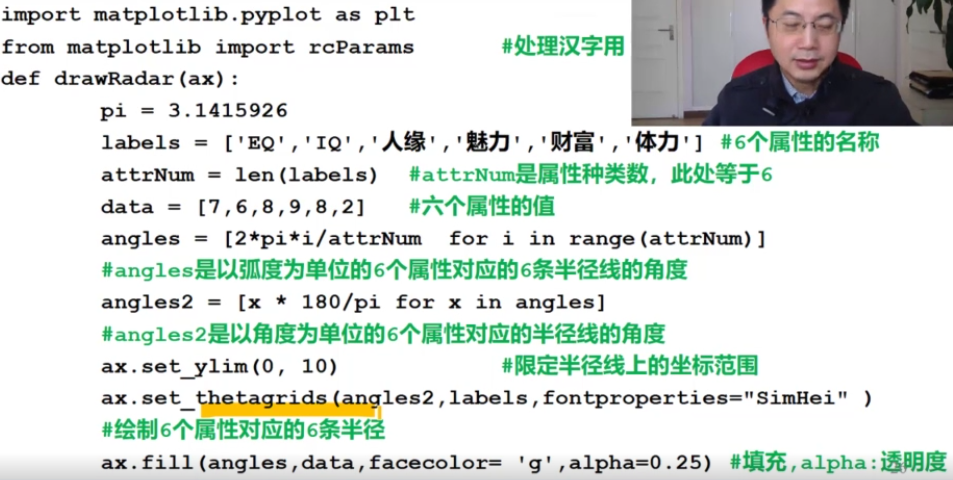 import matplotlib.pyplot as plt
from matplotlib import rcParams #处理汉字用
def drawRadar(ax):
pi = 3.1415926
labels = ['EQ','IQ','人缘','魅力','财富','体力'] #6个属性的名称
attrNum = len(labels) #attrNum是属性种类数，此处等于6
data = [7,6,8,9,8,2] #六个属性的值
angles = [2*pi*i/attrNum for i in range(attrNum)]
#angles是以弧度为单位的6个属性对应的6条半径线的角度
angles2 = [x * 180/pi for x in angles]
#angles2是以角度为单位的6个属性对应的半径线的角度
ax.set_ylim(0, 10) #限定半径线上的坐标范围
ax.set_thetagrids(angles2,labels,fontproperties="SimHei" )
#绘制6个属性对应的6条半径
ax.fill(angles,data,facecolor= 'g',alpha=0.25) #填充,alpha:透明度